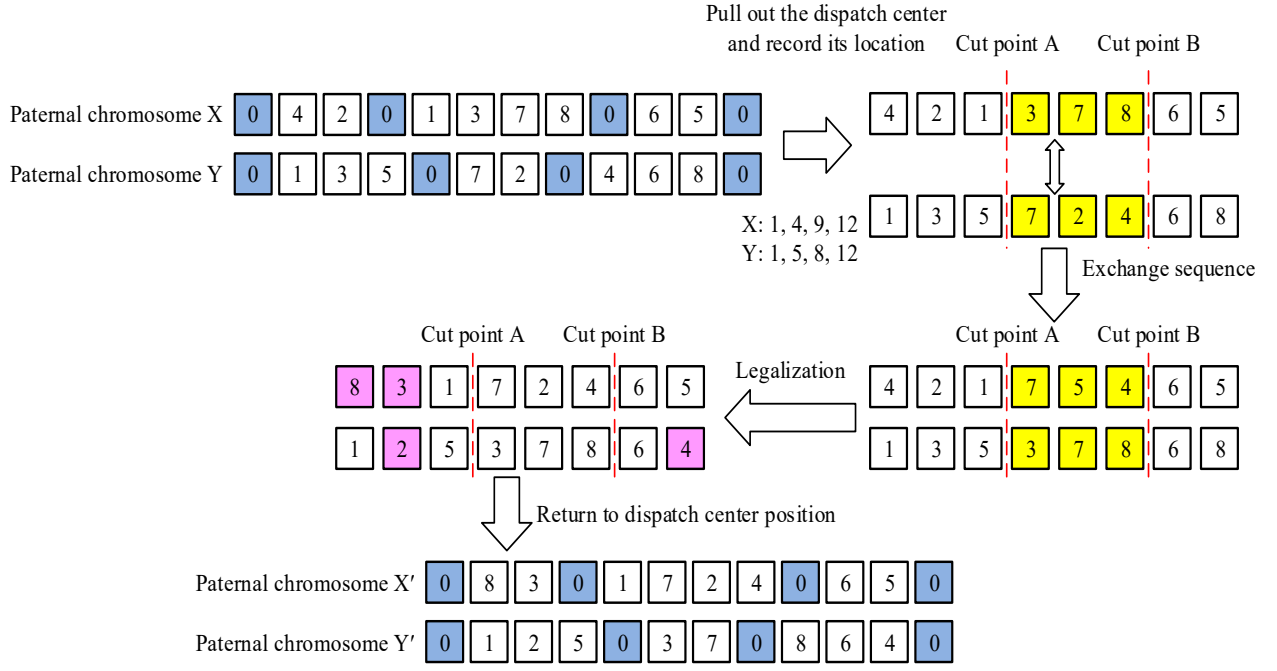 Pull out the dispatch center
and record its location
Cut point A Cut point B
Paternal chromosome X 0 4 2 0 1 3 7 8 0 6 5 0
4 2 1 3 7 8 6 5
Paternal chromosome Y 0 1 3 5 0 7 2 0 4 6 8 0
X: 1, 4, 9, 12
Y: 1, 5, 8, 12
1 3 5 7 2 4 6 8
Exchange sequence
Cut point A Cut point B
Cut point A Cut point B
8 3 1 7 2 4 6 5
Legalization
4 2 1 7 5 4 6 5
1 2 5 3 7 8 6 4
1 3 5 3 7 8 6 8
Return to dispatch center position
Paternal chromosome X′ 0 8 3 0 1 7 2 4 0 6 5 0
Paternal chromosome Y′ 0 1 2 5 0 3 7 0 8 6 4 0